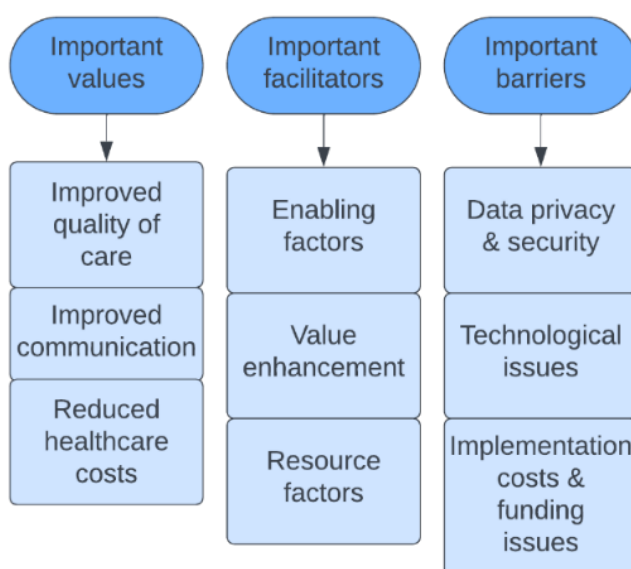 Important
values
Improved
quality of
care
Improved
communication
Reduced
healthcare
costs
Important
facilitators
Enabling
factors
Value
enhancement
Resource
factors
Important
barriers
Data privacy
& security
Technological
issues
Implementation
costs &
funding
issues